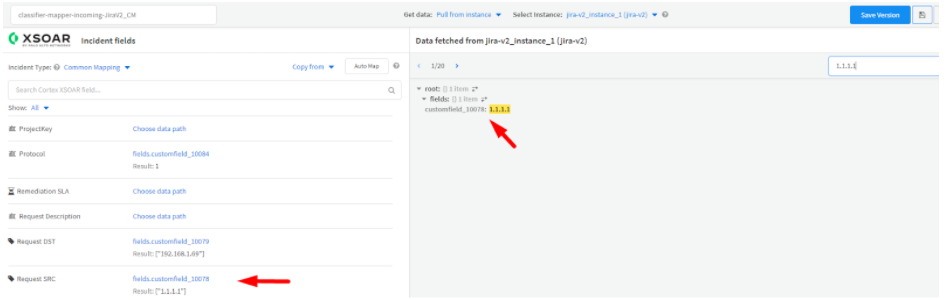 classifier-mapper-incoming-JiraV2_CM
Get data: Pull from instance Select Instance: jira-v2_instance_1 (jira-v2)
Save Version
XSOAR Incident fields
BY PALO ALTO NETWORKS
Data fetched from jira-v2_instance_1 (jira-v2)
Incident Type: Common Mapping Copy from Auto Map
1/20
1.1.1.1
Search Cortex XSOAR field...
Show: All
root: {} 1 item
fields: {} 1 item
customfield_10078: 1.1.1.1
ProjectKey Choose data path
Protocol fields.customfield_10084
Result: 1
Remediation SLA Choose data path
Request Description Choose data path
Request DST fields.customfield_10079
Result: ["192.168.1.69"]
Request SRC fields.customfield_10078
Result: ["1.1.1.1"]